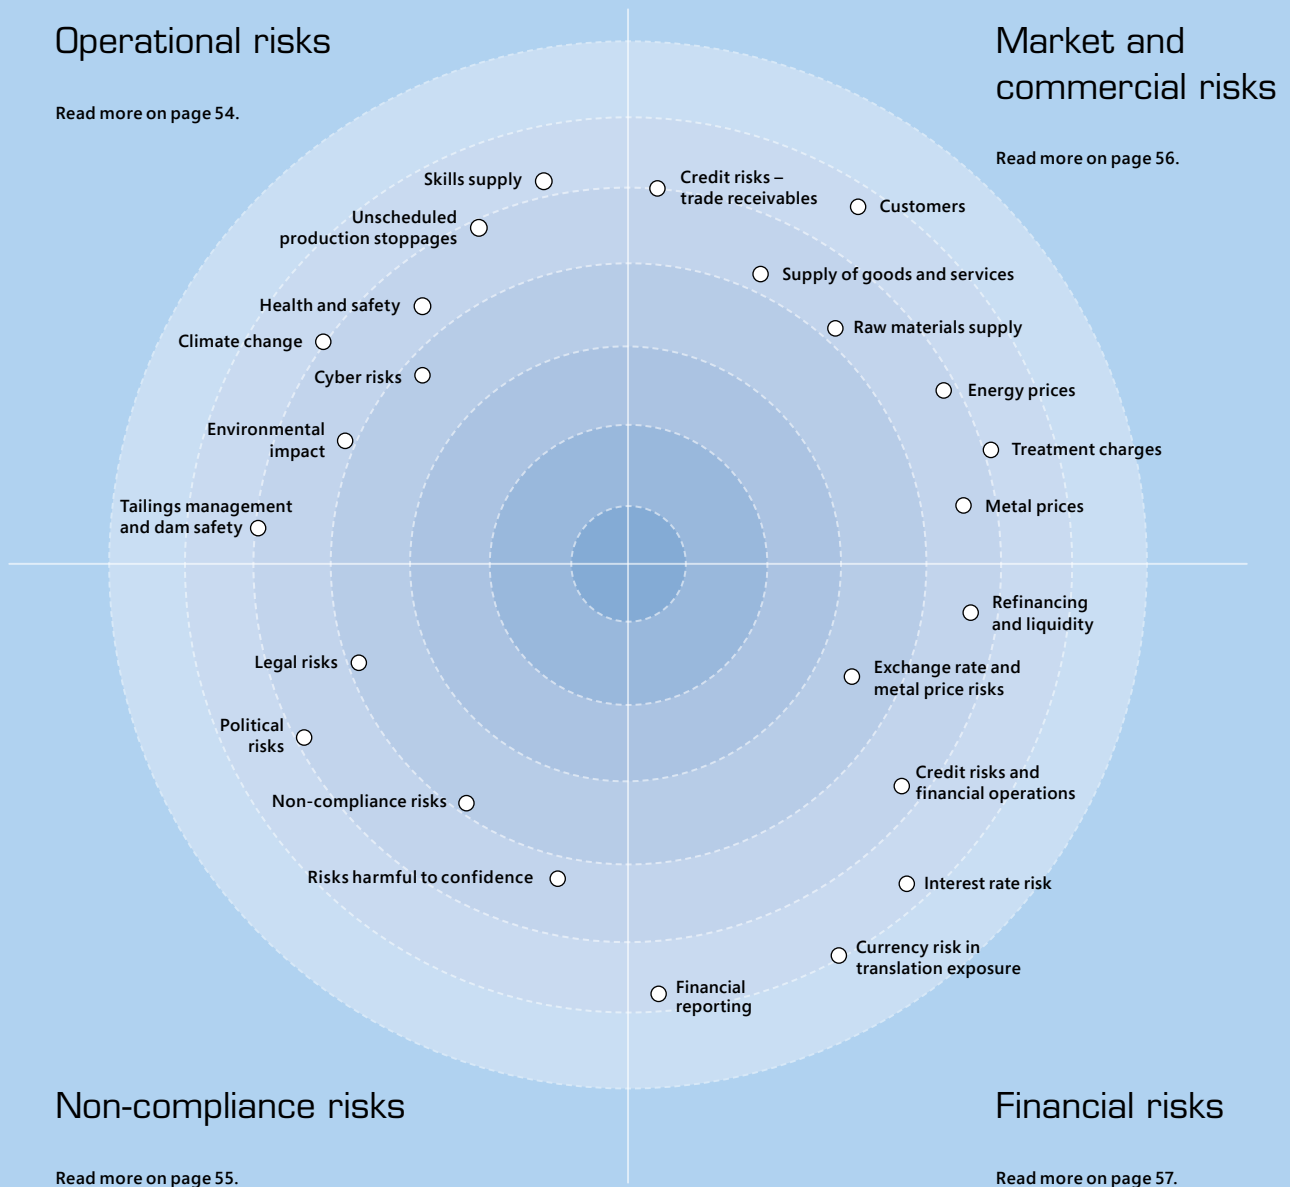 Operational risks
Read more on page 54.
Market and
commercial risks
Read more on page 56.
Skills supply
Unscheduled
production stoppages
Health and safety
Climate change
Cyber risks
Environmental
impact
Tailings management
and dam safety
Credit risks –
trade receivables
Customers
Supply of goods and services
Raw materials supply
Energy prices
Treatment charges
Metal prices
Legal risks
Political
risks
Non-compliance risks
Risks harmful to confidence
Refinancing
and liquidity
Exchange rate and
metal price risks
Credit risks and
financial operations
Interest rate risk
Currency risk in
translation exposure
Financial
reporting
Non-compliance risks
Read more on page 55.
Financial risks
Read more on page 57.